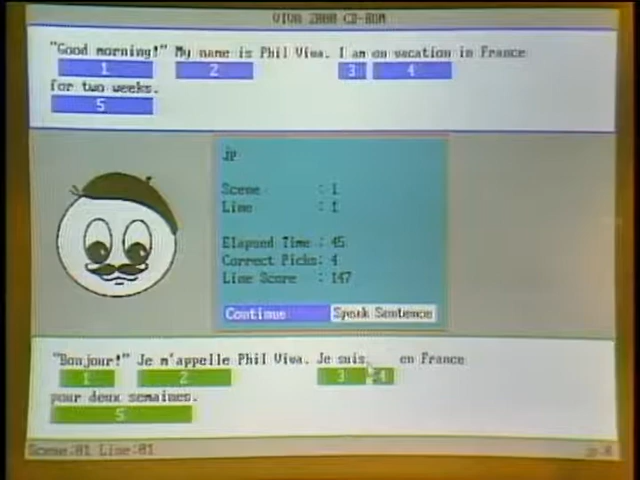 VIVA 2000 CD-ROM
"Good morning!" My name is Phil Viva. I am on vacation in France
1 2 3 4
for two weeks.
5
jp
Scene : 1
Line : 1
Elapsed Time : 45
Correct Picks: 4
Line Score : 147
Continue Speak Sentence
"Bonjour!" Je m'appelle Phil Viva. Je suis en France
1 2 3 4
pour deux semaines.
5
Scene:01 Line:01